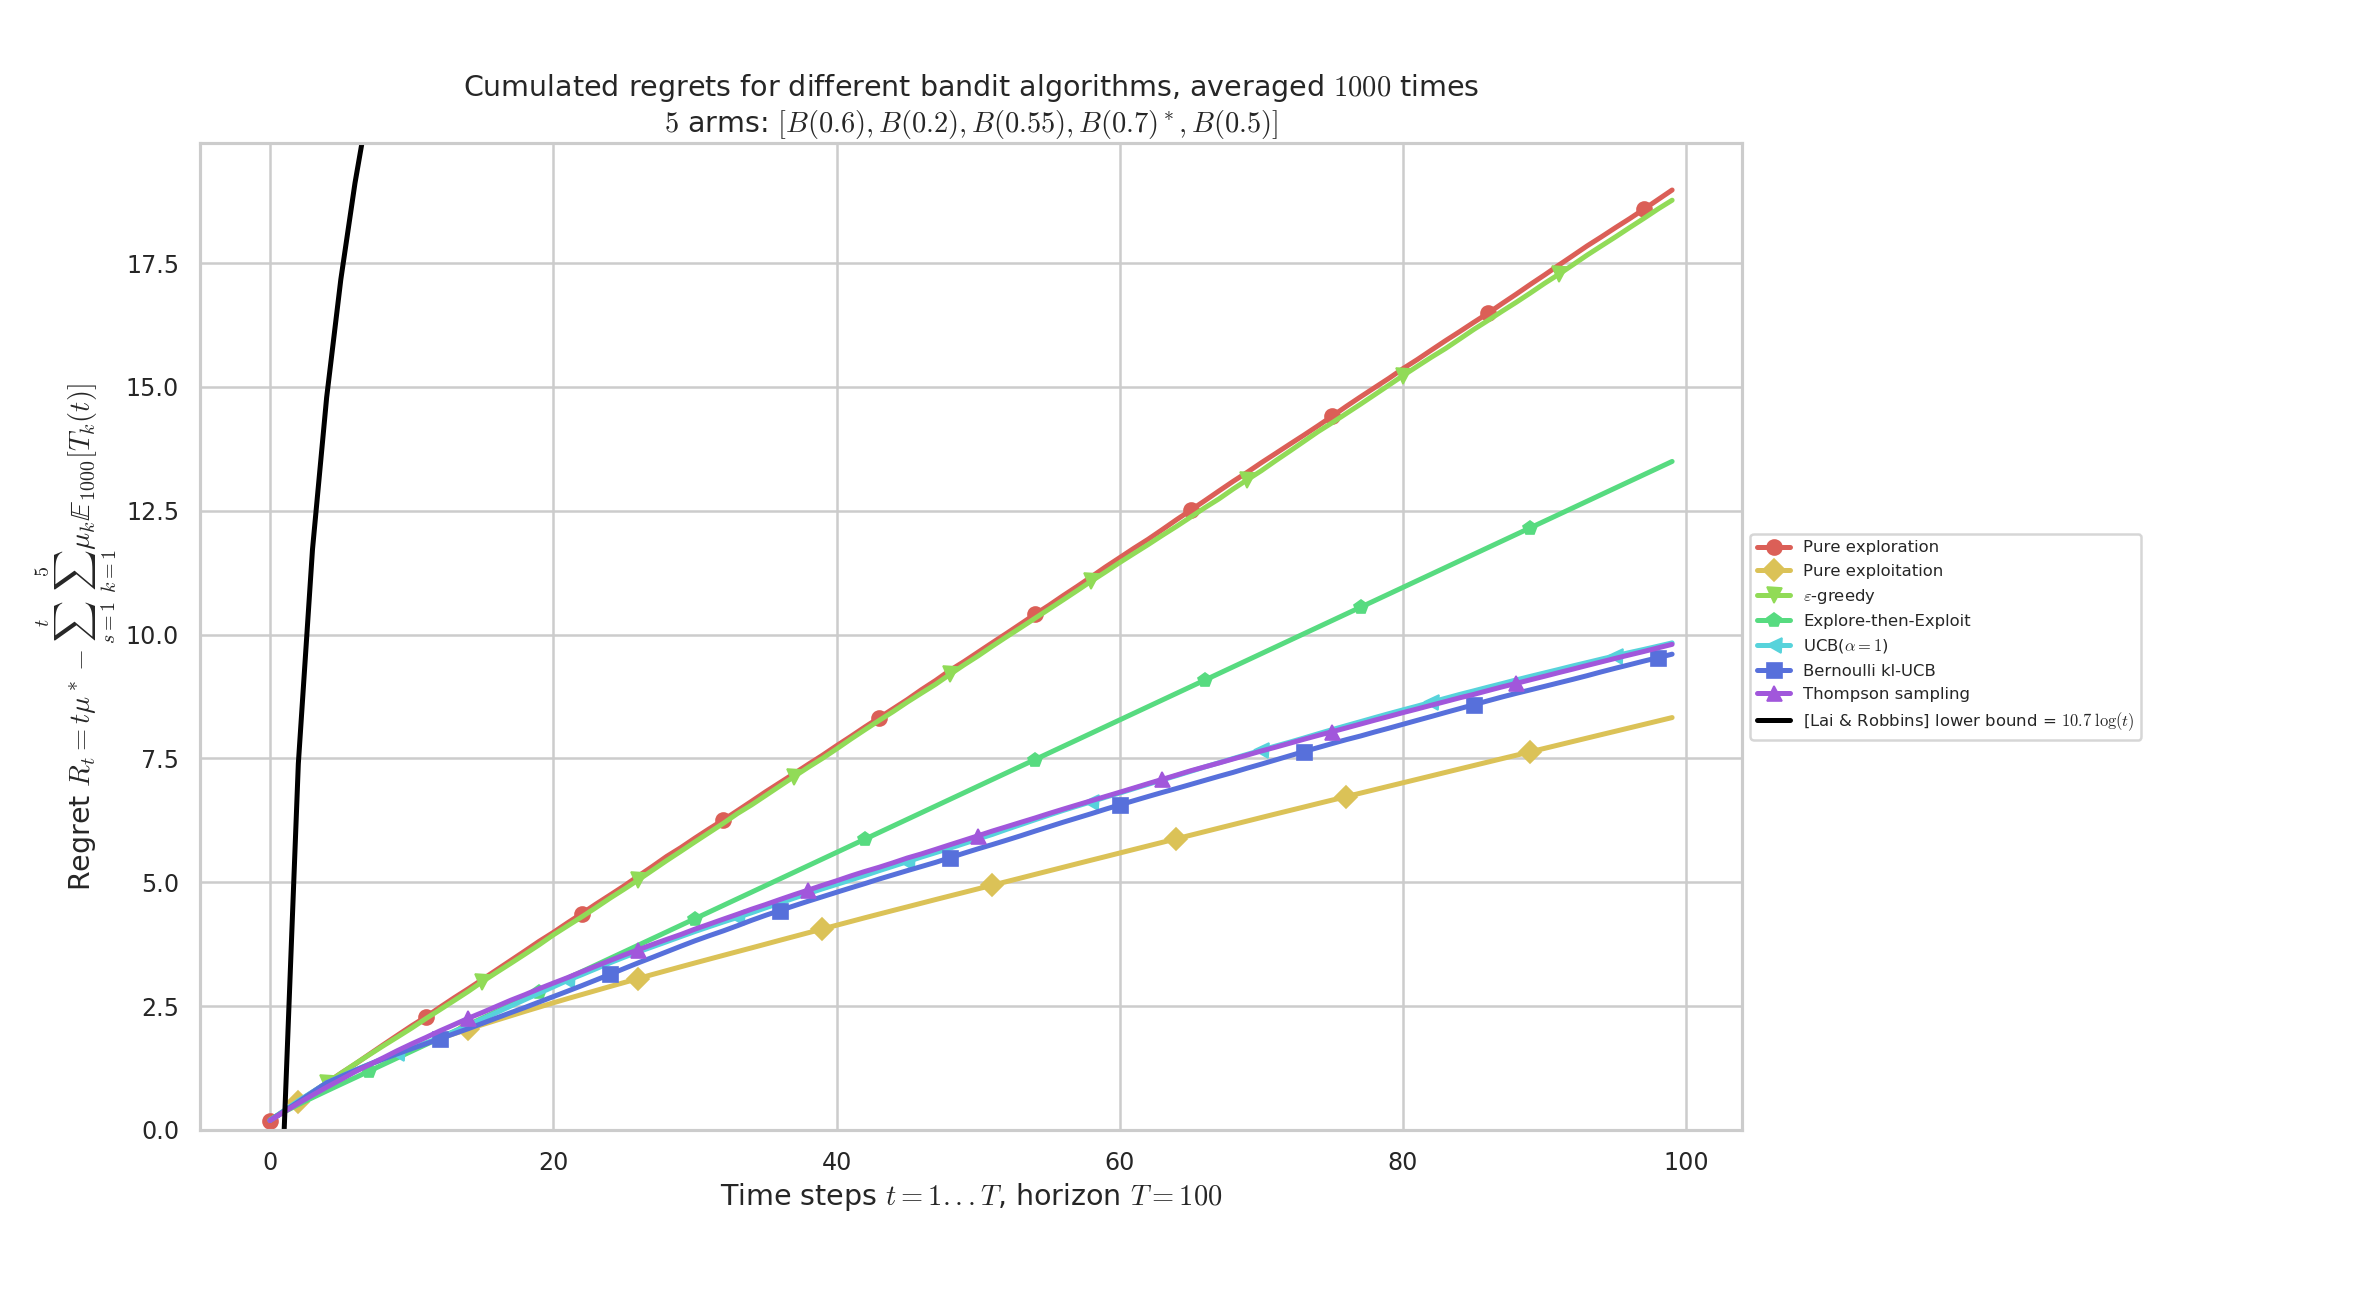 Cumulated regrets for different bandit algorithms, averaged 1000 times
5 arms: [B(0.6), B(0.2), B(0.55), B(0.7)*, B(0.5)]
Regret R_t = tμ* − ∑_{s=1}^{t} ∑_{k=1}^{5} μ_k 𝔼_{1000}[T_k(t)]
17.5
15.0
12.5
10.0
7.5
5.0
2.5
0.0
0 20 40 60 80 100
Time steps t = 1…T, horizon T = 100
Pure exploration
Pure exploitation
ε-greedy
Explore-then-Exploit
UCB(α = 1)
Bernoulli kl-UCB
Thompson sampling
[Lai & Robbins] lower bound = 10.7 log(t)